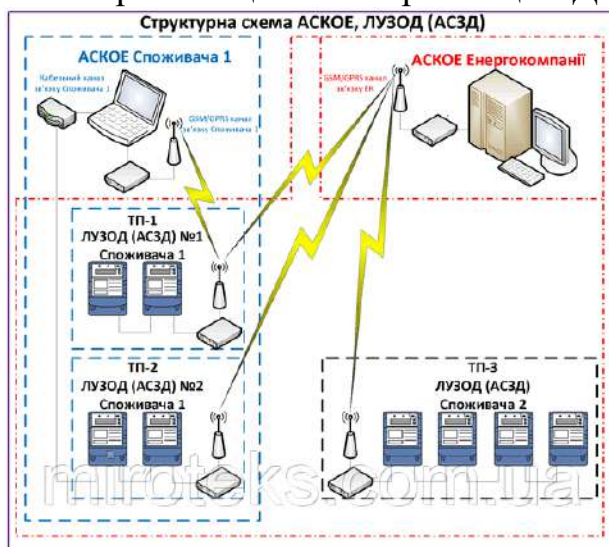 Структурна схема АСКОЕ, ЛУЗОД (АСЗД)
АСКОЕ Споживача 1
Кабельний канал
зв'язку Споживача 1
GSM/GPRS канал
зв'язку Споживача 1
GSM/GPRS канал
зв'язку ЕК
АСКОЕ Енергокомпанії
ТП-1
ЛУЗОД (АСЗД) №1
Споживача 1
ТП-2
ЛУЗОД (АСЗД) №2
Споживача 1
ТП-3
ЛУЗОД (АСЗД)
Споживача 2
miroteks.com.ua